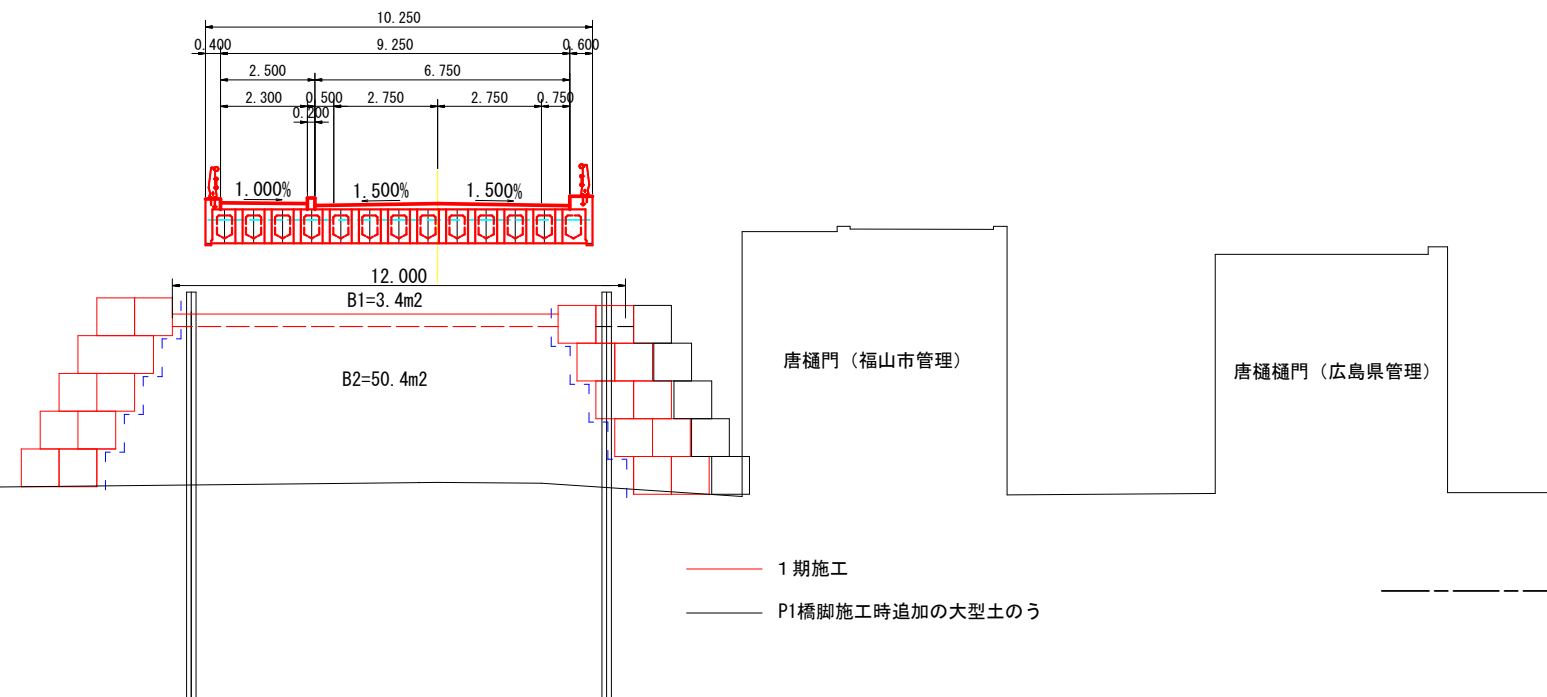 10.250
0.400 9.250 0.600
2.500 6.750
2.300 0.500 2.750 2.750 0.750
0.200
1.000% 1.500% 1.500%
12.000
B1=3.4m2
B2=50.4m2
唐樋門（福山市管理）
唐樋樋門（広島県管理）
１期施工
P1橋脚施工時追加の大型土のう